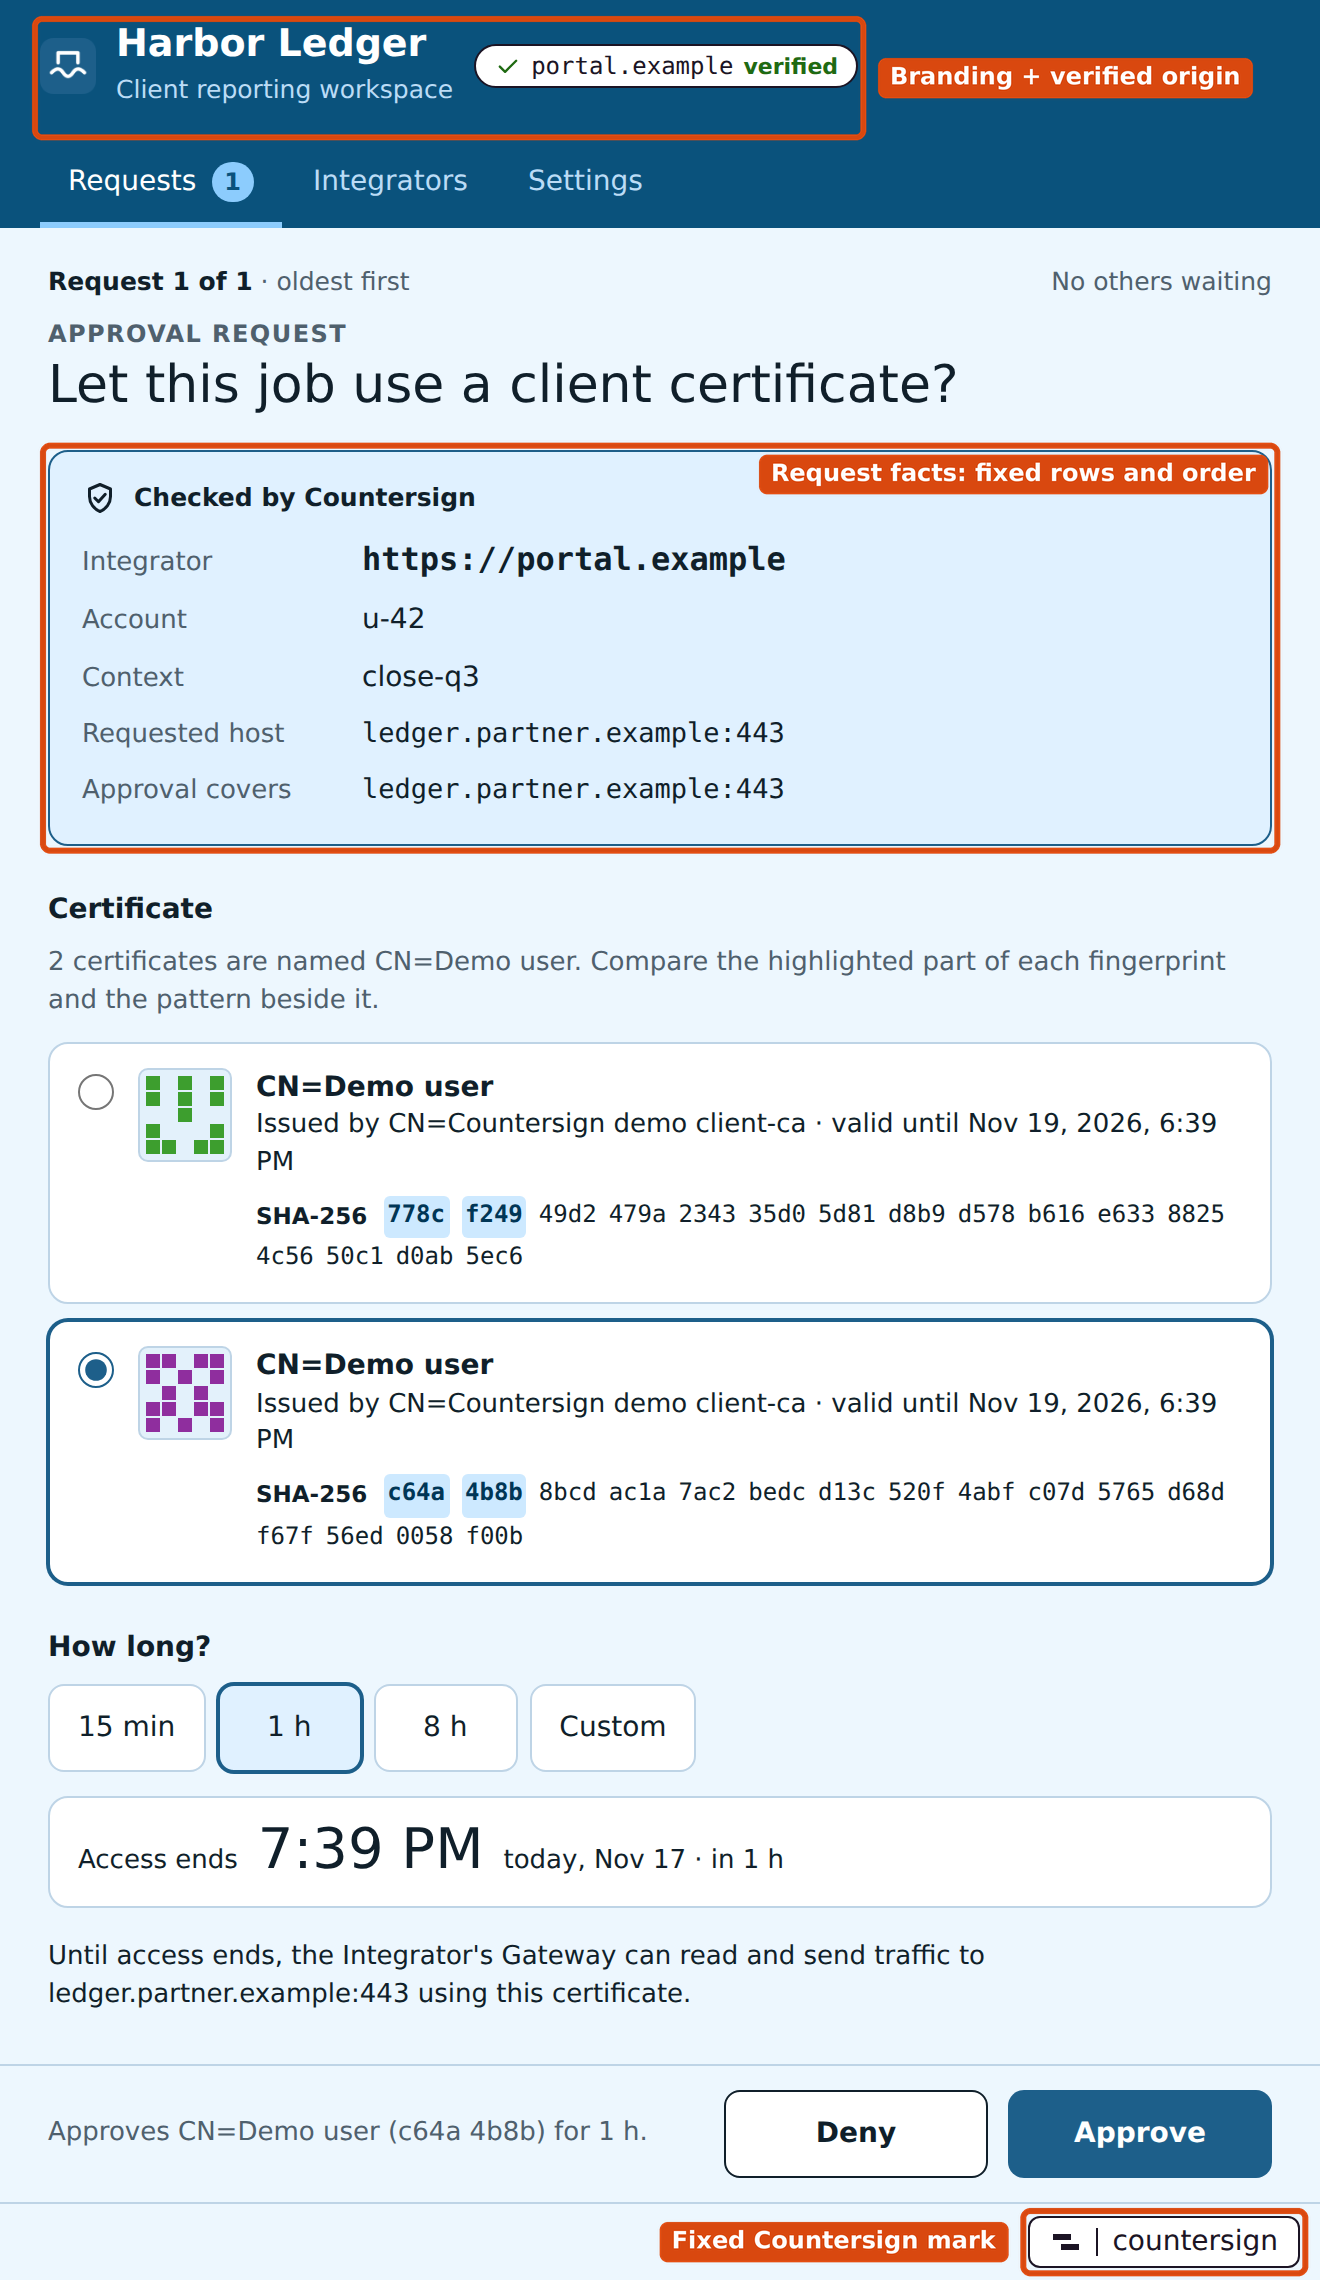 Harbor Ledger
Client reporting workspace
portal.example verified
Branding + verified origin
Requests 1 Integrators Settings
Request 1 of 1 · oldest first
No others waiting
APPROVAL REQUEST
Let this job use a client certificate?
Request facts: fixed rows and order
Checked by Countersign
Integrator https://portal.example
Account u-42
Context close-q3
Requested host ledger.partner.example:443
Approval covers ledger.partner.example:443
Certificate
2 certificates are named CN=Demo user. Compare the highlighted part of each fingerprint
and the pattern beside it.
CN=Demo user
Issued by CN=Countersign demo client-ca · valid until Nov 19, 2026, 6:39
PM
SHA-256 778c f249 49d2 479a 2343 35d0 5d81 d8b9 d578 b616 e633 8825
4c56 50c1 d0ab 5ec6
CN=Demo user
Issued by CN=Countersign demo client-ca · valid until Nov 19, 2026, 6:39
PM
SHA-256 c64a 4b8b 8bcd ac1a 7ac2 bedc d13c 520f 4abf c07d 5765 d68d
f67f 56ed 0058 f00b
How long?
15 min 1 h 8 h Custom
Access ends 7:39 PM today, Nov 17 · in 1 h
Until access ends, the Integrator's Gateway can read and send traffic to
ledger.partner.example:443 using this certificate.
Approves CN=Demo user (c64a 4b8b) for 1 h.
Deny
Approve
Fixed Countersign mark
countersign